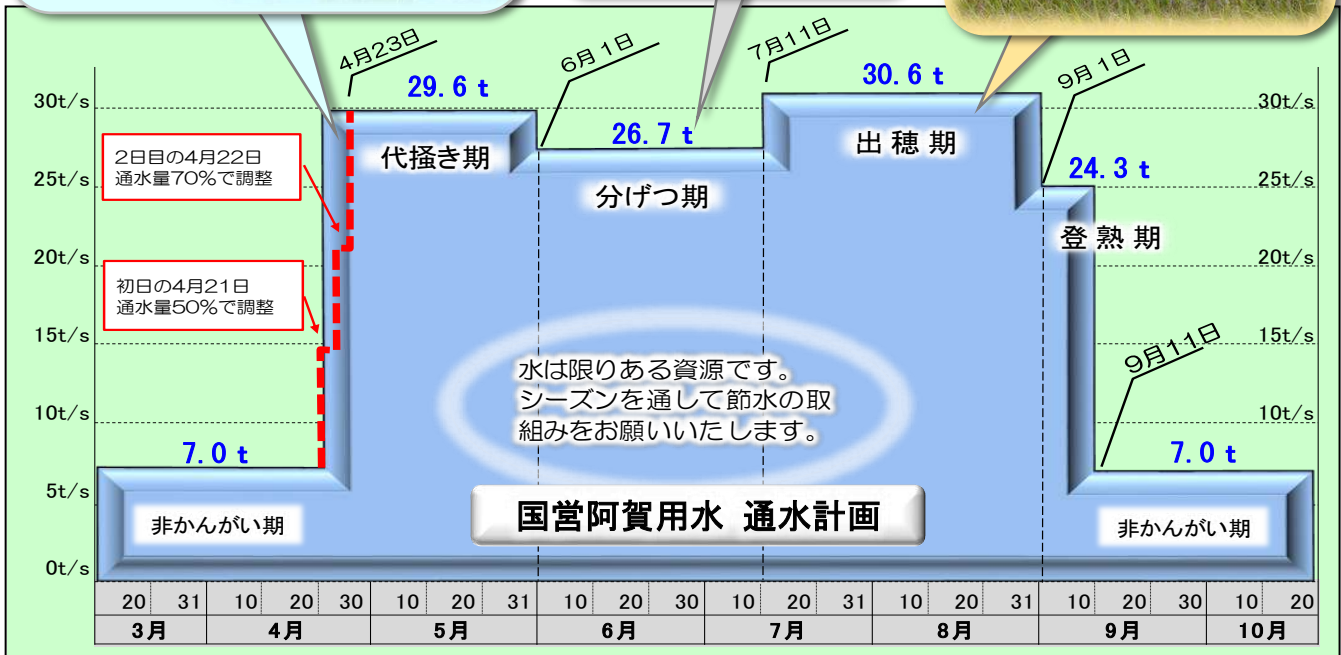 4月23日
6月1日
7月11日
9月1日
29.6 t
30.6 t
30t/s
30t/s
26.7 t
代掻き期
出穂期
2日目の4月22日
通水量70%で調整
25t/s
24.3 t
25t/s
分げつ期
登熟期
20t/s
20t/s
初日の4月21日
通水量50%で調整
15t/s
15t/s
9月11日
水は限りある資源です。
シーズンを通して節水の取
組みをお願いいたします。
10t/s
10t/s
7.0 t
7.0 t
5t/s
5t/s
国営阿賀用水 通水計画
非かんがい期
非かんがい期
0t/s
20 31 10 20 30 10 20 31 10 20 30 10 20 31 10 20 31 10 20 30 10 20
3月 4月 5月 6月 7月 8月 9月 10月